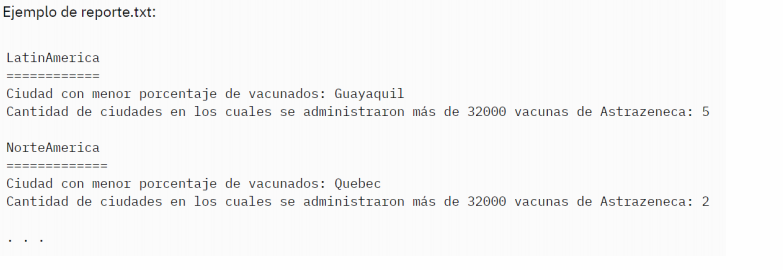 Ejemplo de reporte.txt:
LatinAmerica
============
Ciudad con menor porcentaje de vacunados: Guayaquil
Cantidad de ciudades en los cuales se administraron más de 32000 vacunas de Astrazeneca: 5
NorteAmerica
=============
Ciudad con menor porcentaje de vacunados: Quebec
Cantidad de ciudades en los cuales se administraron más de 32000 vacunas de Astrazeneca: 2
. . .